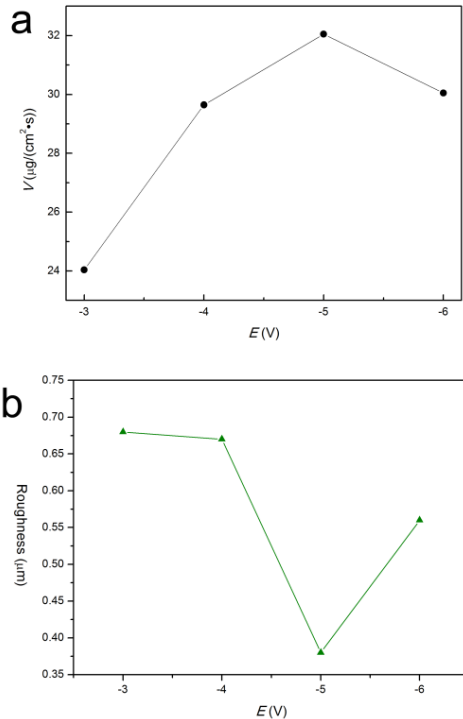 a
32
30
28
26
24
V (μg/(cm²•s))
-3 -4 -5 -6
E (V)
b
0.75
0.70
0.65
0.60
0.55
0.50
0.45
0.40
0.35
Roughness (μm)
-3 -4 -5 -6
E (V)